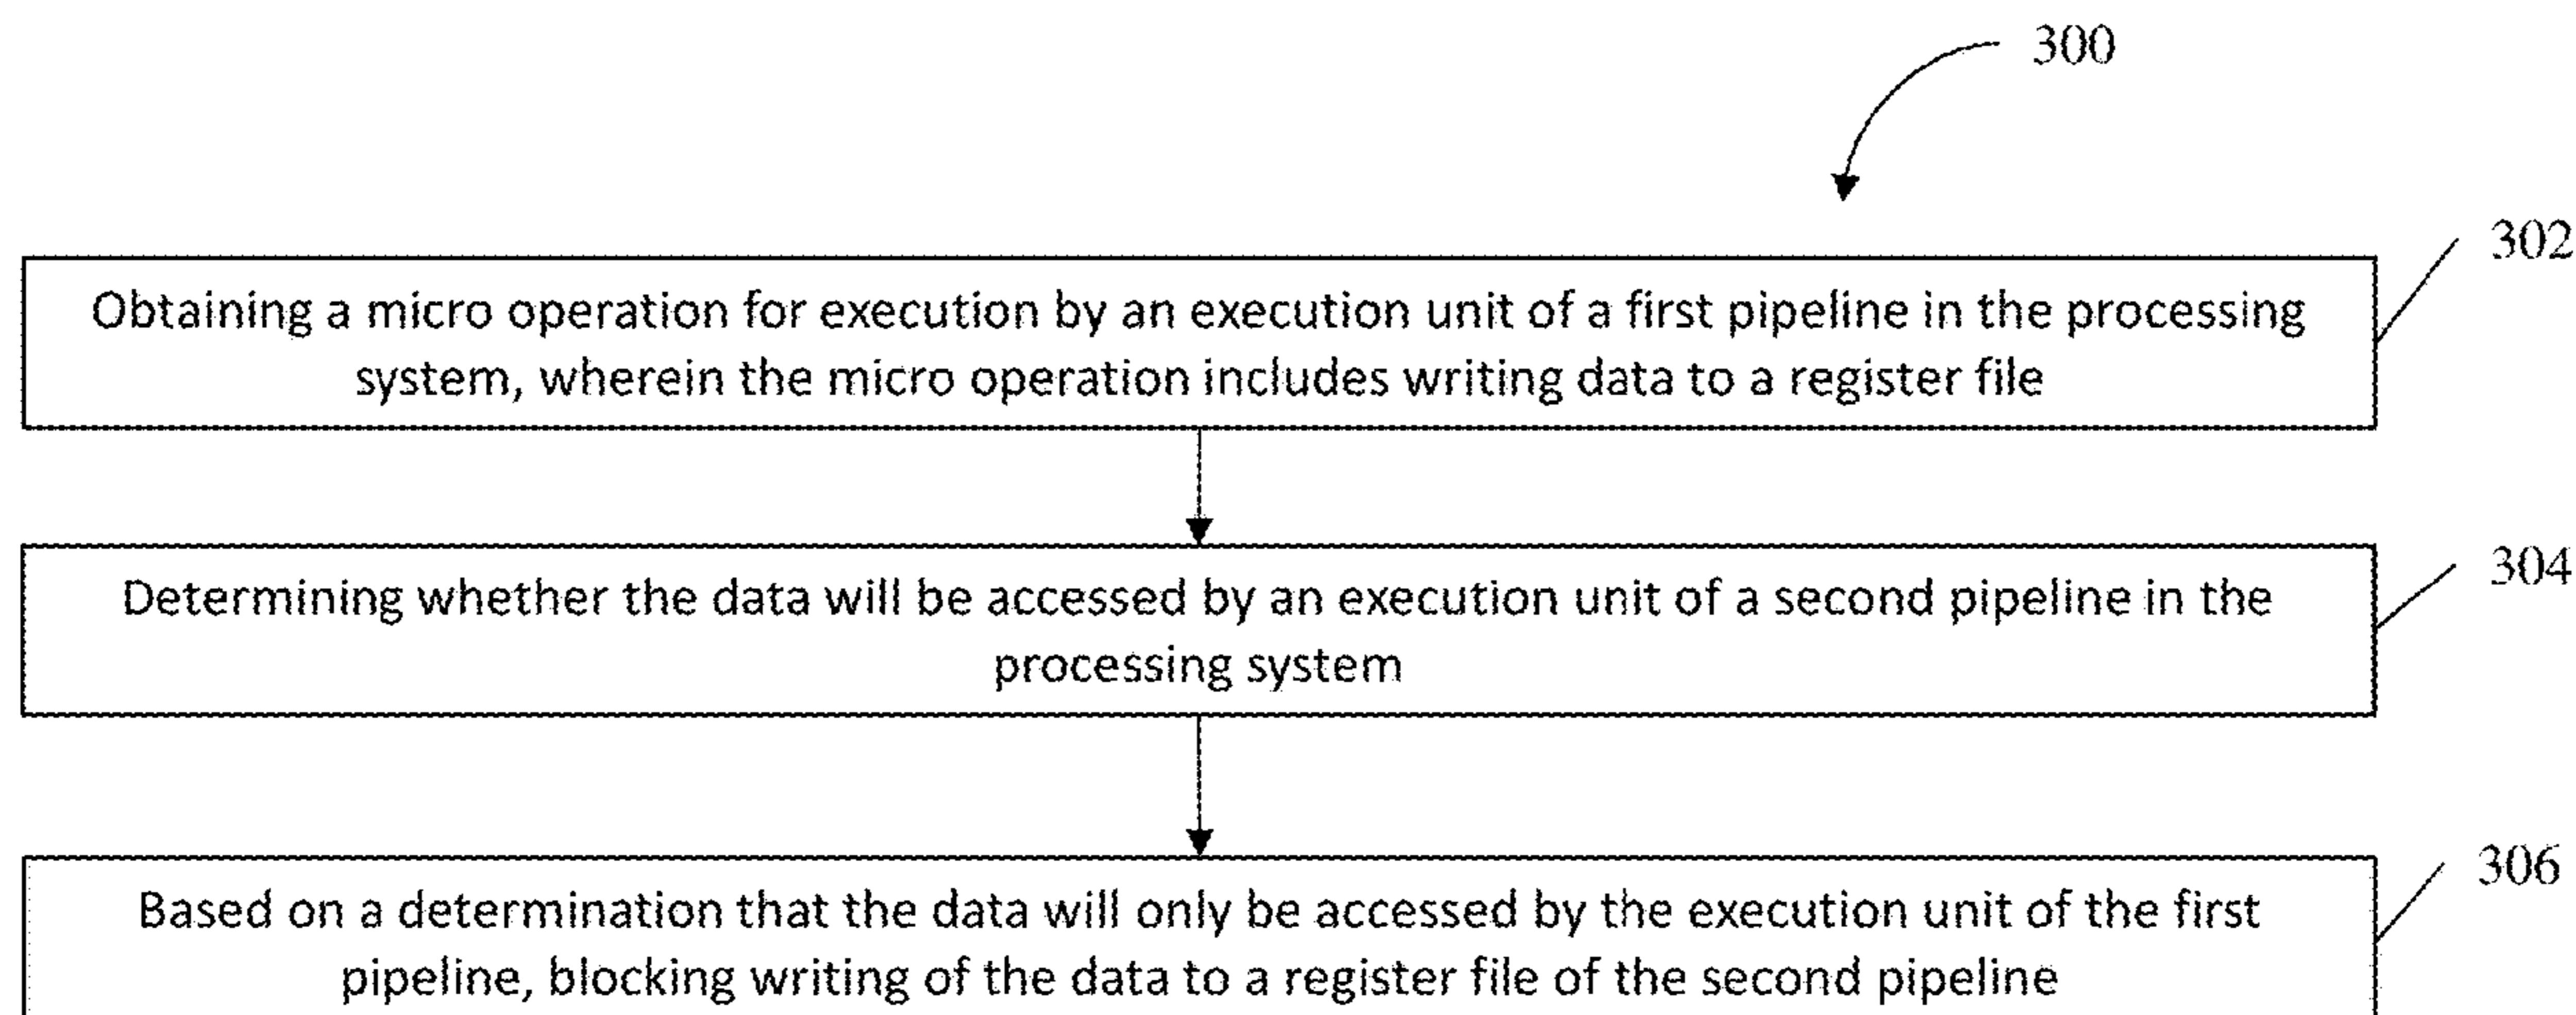 300
302
Obtaining a micro operation for execution by an execution unit of a first pipeline in the processing
system, wherein the micro operation includes writing data to a register file
304
Determining whether the data will be accessed by an execution unit of a second pipeline in the
processing system
306
Based on a determination that the data will only be accessed by the execution unit of the first
pipeline, blocking writing of the data to a register file of the second pipeline